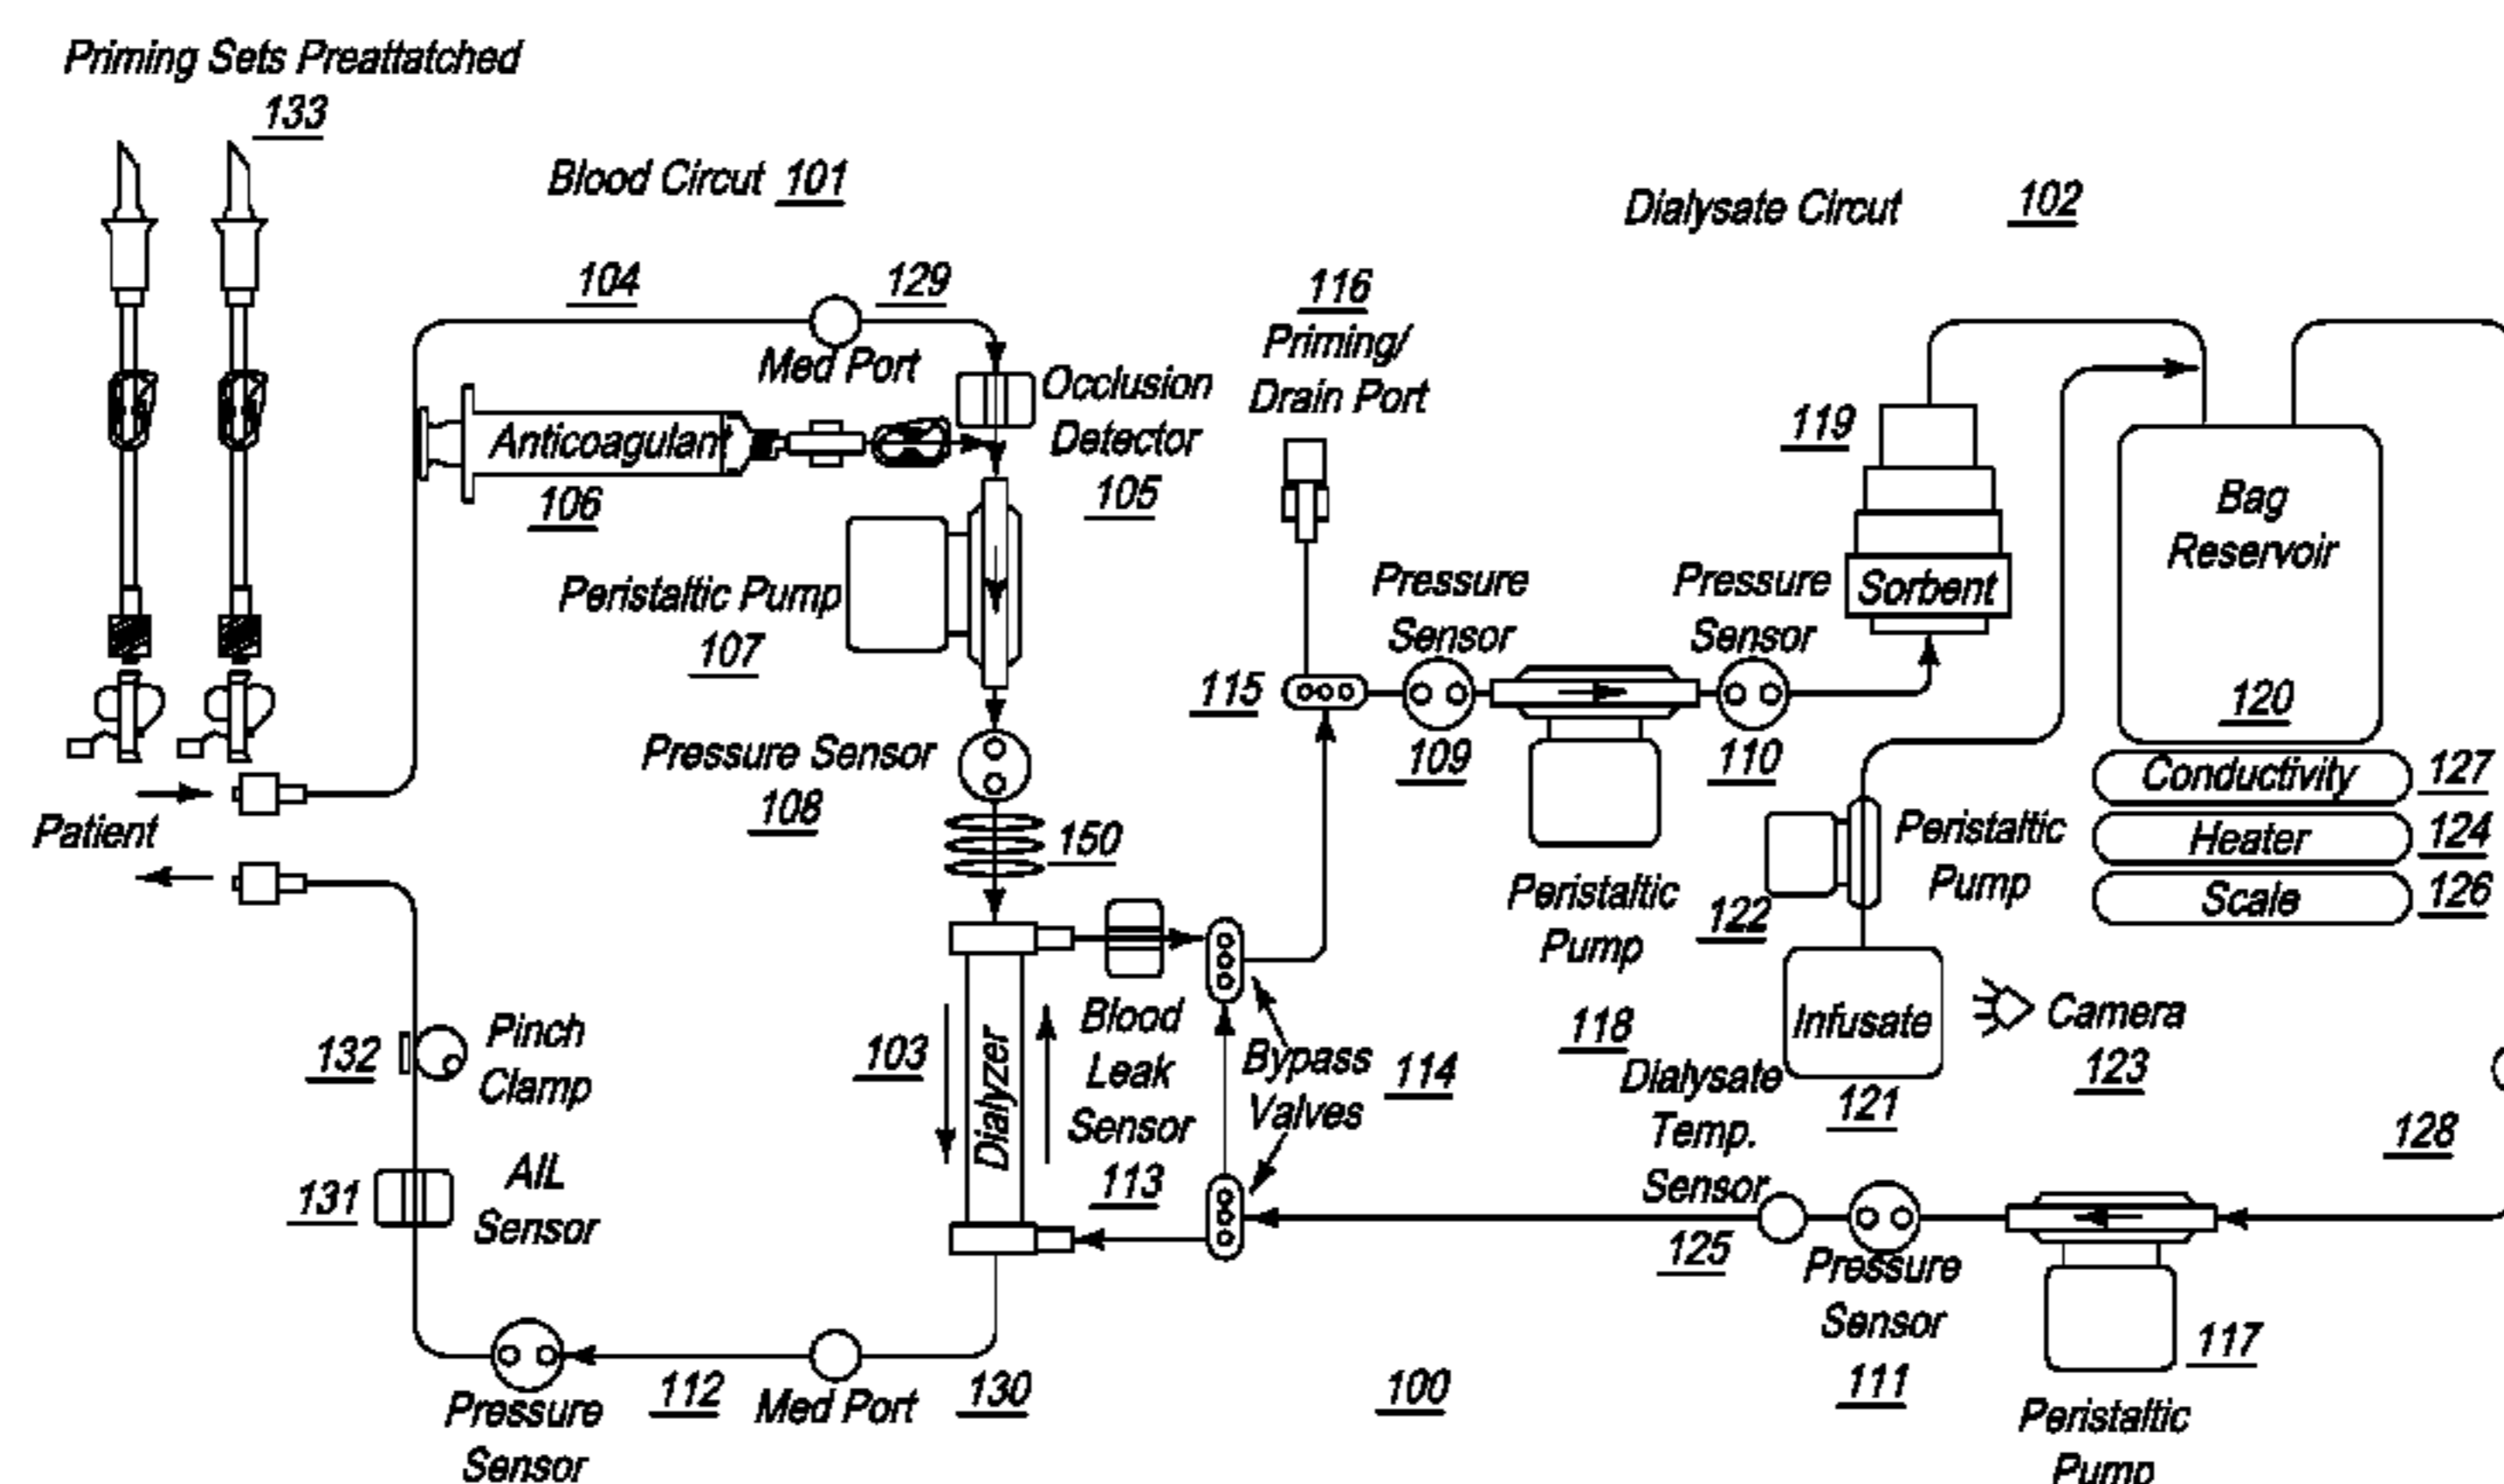 Priming Sets Preattatched
133
Blood Circut 101
Dialysate Circut 102
104
129
Med Port
116
Priming/
Drain Port
Occlusion
Detector
105
Anticoagulant
106
119
Sorbent
Bag
Reservoir
120
Peristaltic Pump
107
Pressure
Sensor
109
Pressure
Sensor
110
115
Pressure Sensor
108
150
Conductivity 127
Heater 124
Scale 126
Patient
Peristaltic
Pump
118
Peristaltic
Pump
122
Infusate
121
Camera
123
Pinch
Clamp
132
103
Dialyzer
Blood
Leak
Sensor
113
Bypass
Valves
114
Dialysate
Temp.
Sensor
125
128
AIL
Sensor
131
Pressure
Sensor
111
117
Peristaltic
Pump
Pressure
Sensor
112
Med Port
130
100